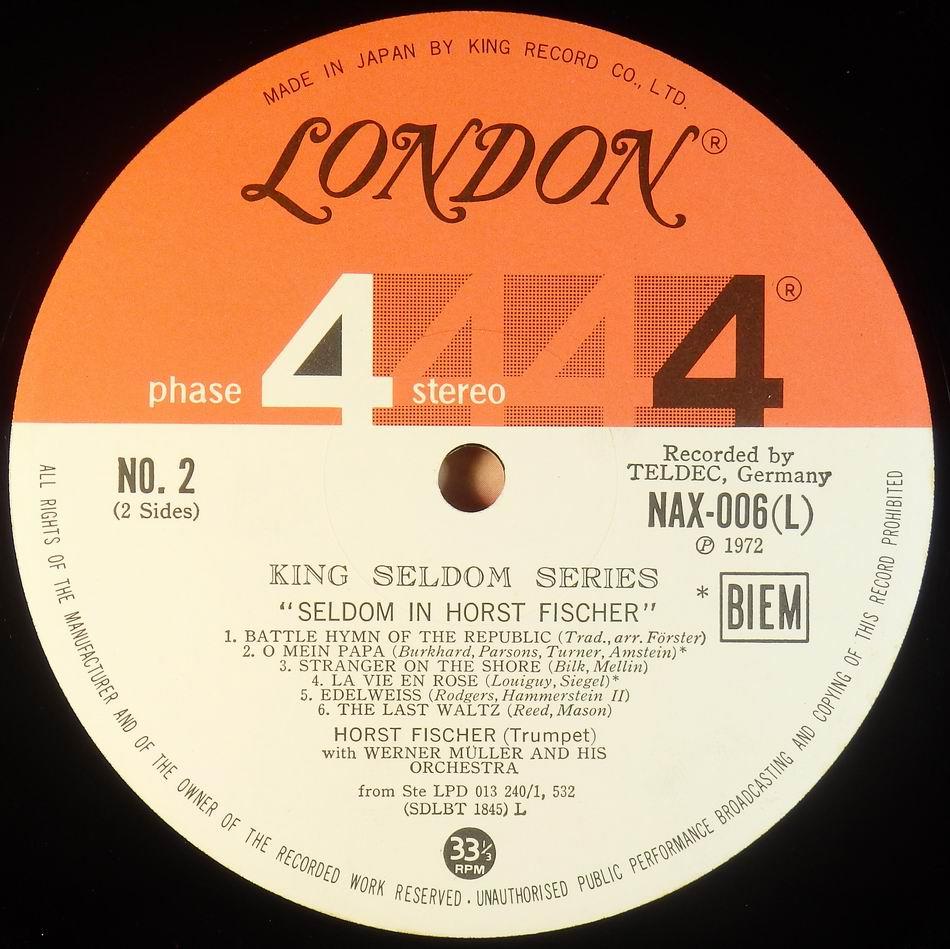 MADE IN JAPAN BY KING RECORD CO., LTD.
LONDON®
phase 4 stereo 4 4 4®
NO. 2
(2 Sides)
Recorded by
TELDEC, Germany
NAX-006(L)
Ⓟ 1972
* BIEM
KING SELDOM SERIES
"SELDOM IN HORST FISCHER"
1. BATTLE HYMN OF THE REPUBLIC (Trad., arr. Förster)
2. O MEIN PAPA (Burkhard, Parsons, Turner, Amstein)*
3. STRANGER ON THE SHORE (Bilk, Mellin)
4. LA VIE EN ROSE (Louiguy, Siegel)*
5. EDELWEISS (Rodgers, Hammerstein II)
6. THE LAST WALTZ (Reed, Mason)
HORST FISCHER (Trumpet)
with WERNER MÜLLER AND HIS
ORCHESTRA
from Ste LPD 013 240/1, 532
(SDLBT 1845) L
33⅓
RPM
ALL RIGHTS OF THE MANUFACTURER AND OF THE OWNER OF THE RECORDED WORK RESERVED · UNAUTHORISED PUBLIC PERFORMANCE BROADCASTING AND COPYING OF THIS RECORD PROHIBITED